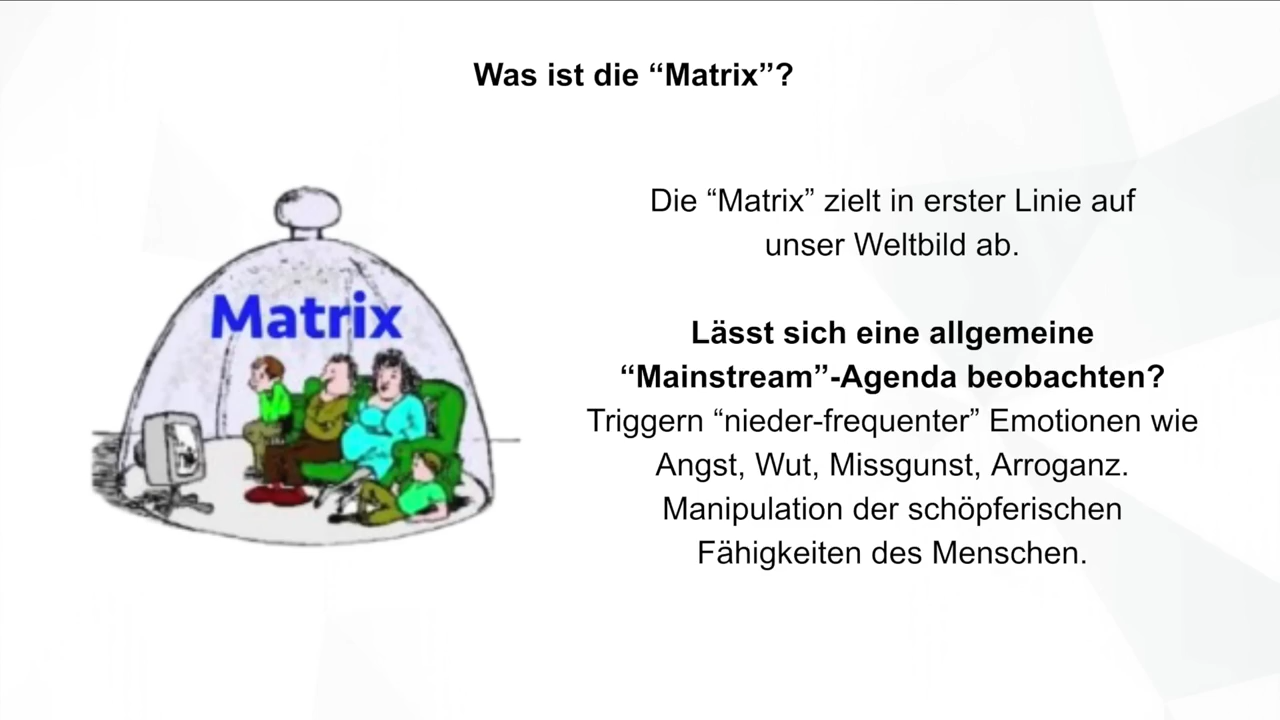 Was ist die “Matrix”?
Matrix
Die “Matrix” zielt in erster Linie auf
unser Weltbild ab.
Lässt sich eine allgemeine
“Mainstream”-Agenda beobachten?
Triggern “nieder-frequenter” Emotionen wie
Angst, Wut, Missgunst, Arroganz.
Manipulation der schöpferischen
Fähigkeiten des Menschen.